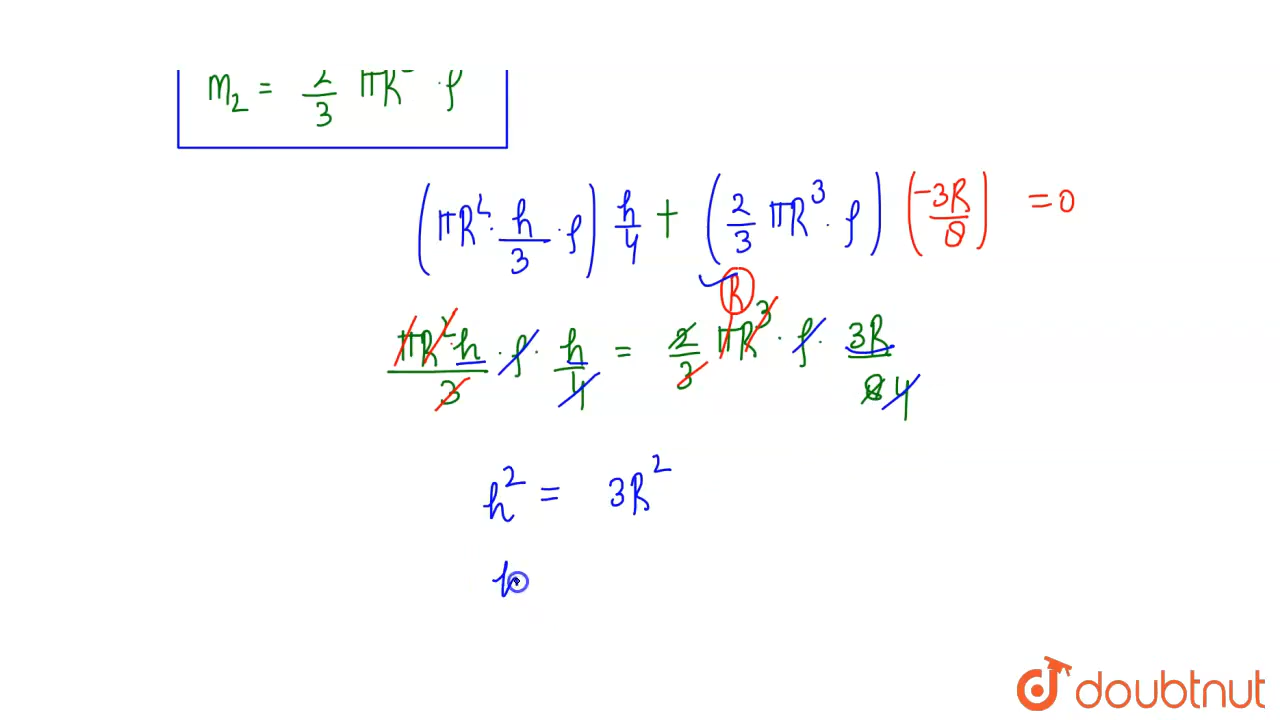 m₂ = 2/3 πR³ · ρ
(πR² · h/3 · ρ) h/4 + (2/3 πR³ · ρ) (-3R/8) = 0
R
πR² · h/3 · ρ · h/4 = 2/3 πR³ · ρ · 3R/8 4
h² = 3R²
h
doubtnut